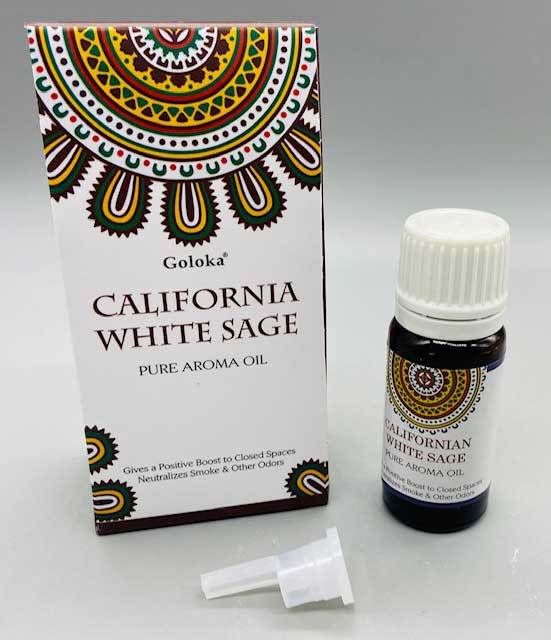 Goloka®
CALIFORNIA
WHITE SAGE
PURE AROMA OIL
Gives a Positive Boost to Closed Spaces
Neutralizes Smoke & Other Odors
CALIFORNIAN
WHITE SAGE
PURE AROMA OIL
a Positive Boost to Closed Spaces
Neutralizes Smoke & Other Odors